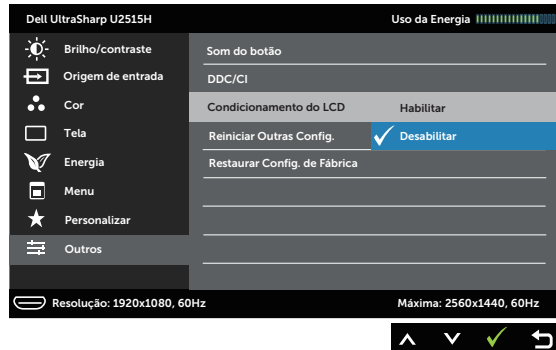 Dell UltraSharp U2515H
Uso da Energia
Brilho/contraste
Origem de entrada
Cor
Tela
Energia
Menu
Personalizar
Outros
Som do botão
DDC/CI
Condicionamento do LCD
Habilitar
Reiniciar Outras Config.
Desabilitar
Restaurar Config. de Fábrica
Resolução: 1920x1080, 60Hz
Máxima: 2560x1440, 60Hz